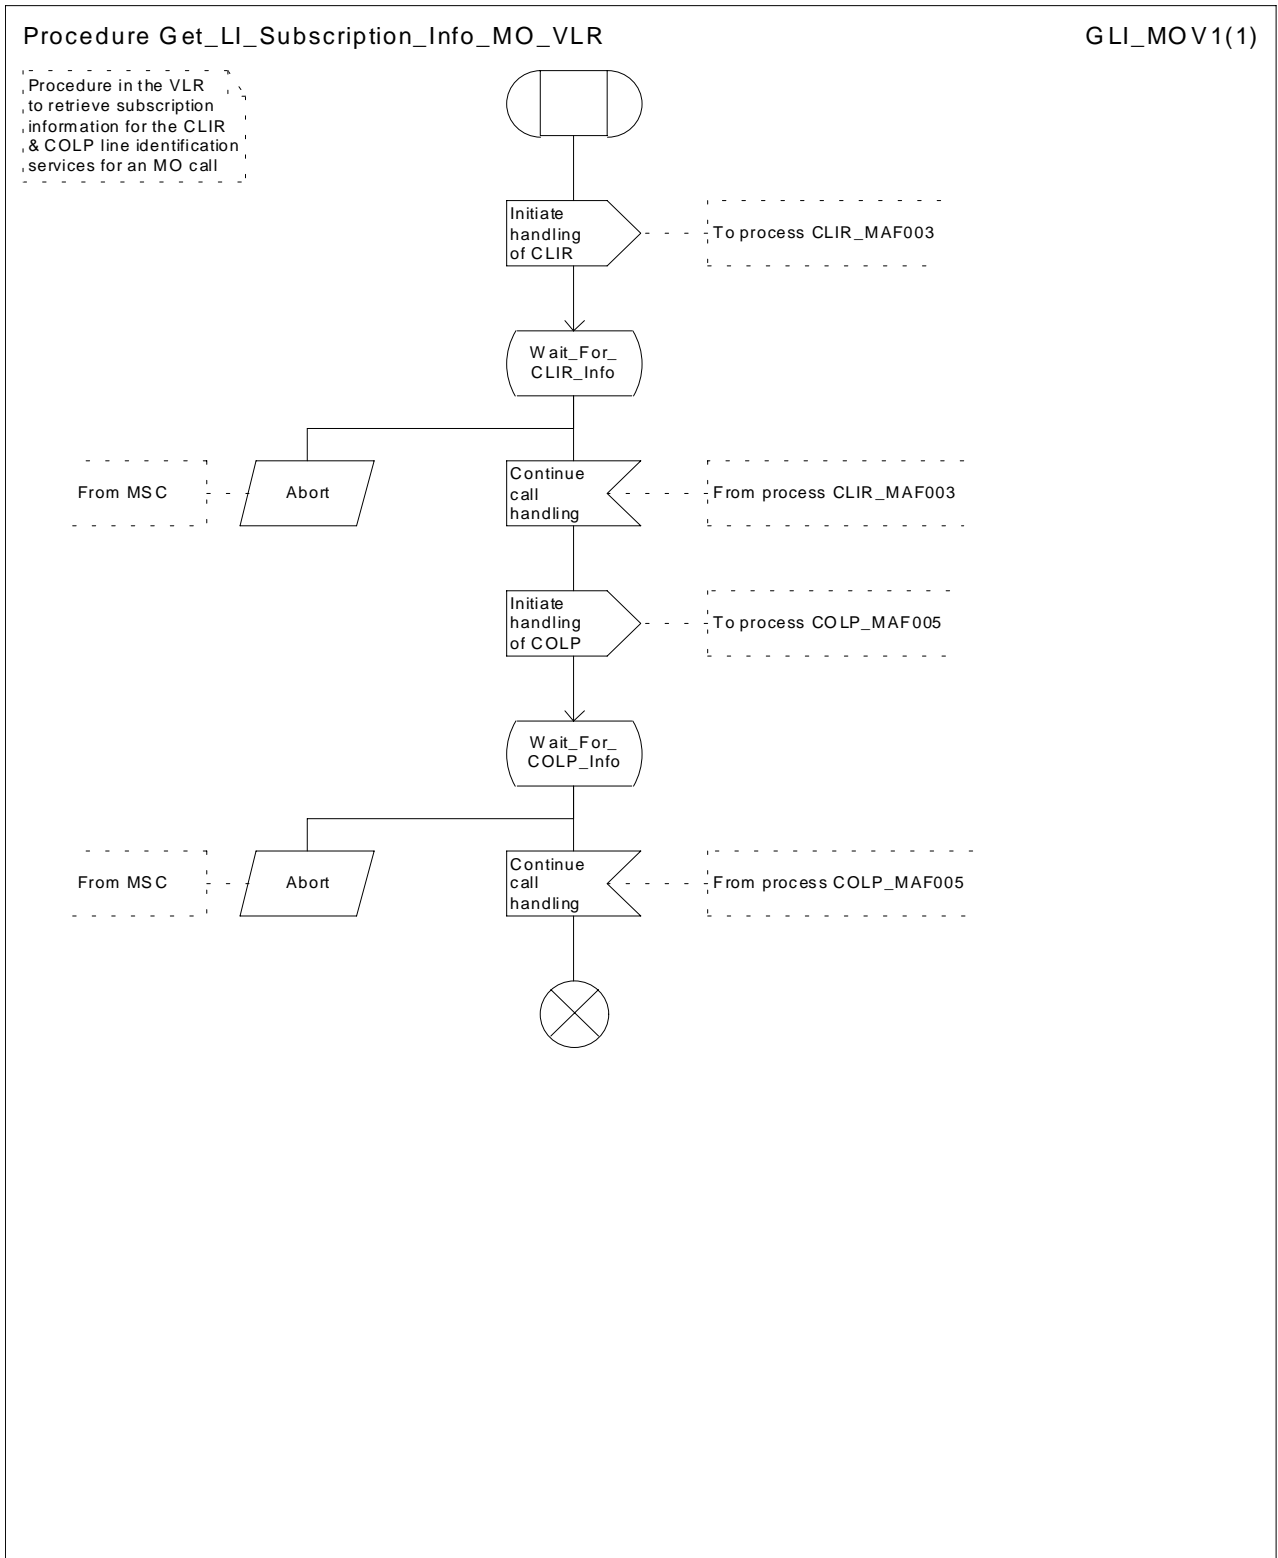 Procedure Get_LI_Subscription_Info_MO_VLR
GLI_MOV1(1)
Procedure in the VLR
to retrieve subscription
information for the CLIR
& COLP line identification
services for an MO call
Initiate
handling
of CLIR
To process CLIR_MAF003
Wait_For_
CLIR_Info
From MSC
Abort
Continue
call
handling
From process CLIR_MAF003
Initiate
handling
of COLP
To process COLP_MAF005
Wait_For_
COLP_Info
From MSC
Abort
Continue
call
handling
From process COLP_MAF005